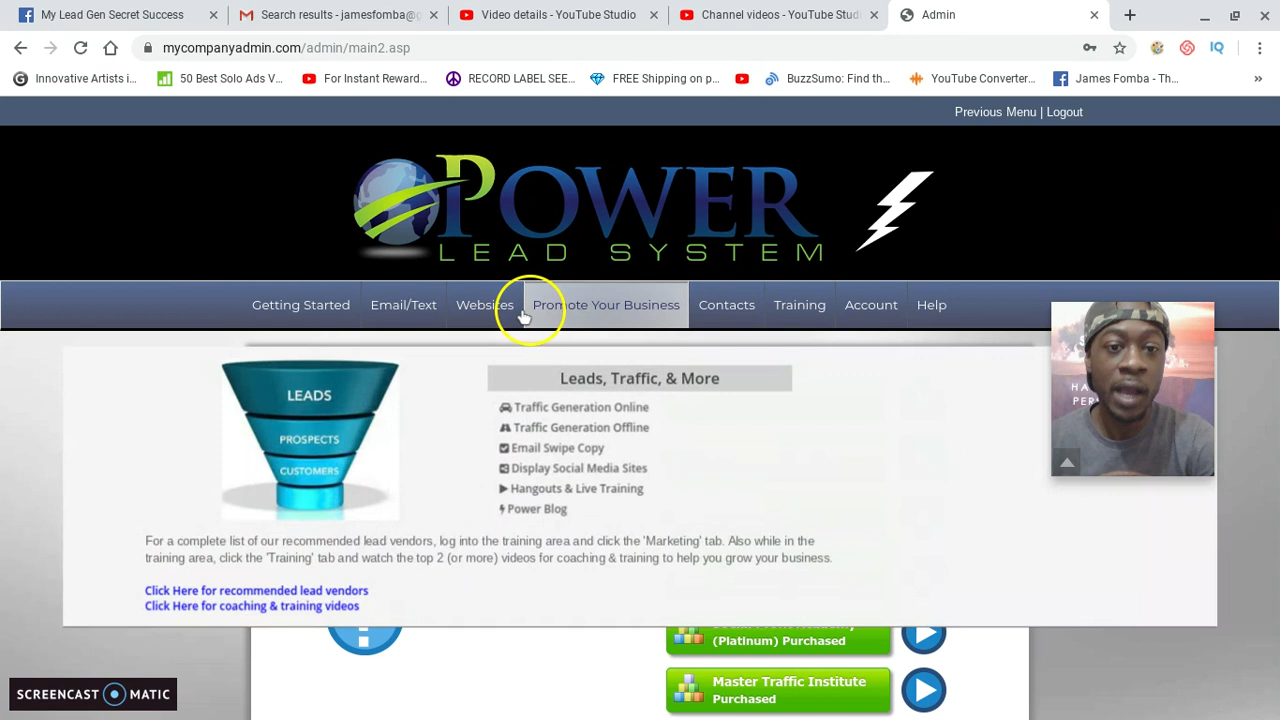 My Lead Gen Secret Success
Search results - jamesfomba@g
Video details - YouTube Studio
Channel videos - YouTube Stud
Admin
mycompanyadmin.com/admin/main2.asp
Innovative Artists i...
50 Best Solo Ads V...
For Instant Reward...
RECORD LABEL SEE...
FREE Shipping on p...
BuzzSumo: Find th...
YouTube Converter...
James Fomba - Th...
Previous Menu | Logout
POWER
LEAD SYSTEM
Getting Started
Email/Text
Websites
Promote Your Business
Contacts
Training
Account
Help
LEADS
PROSPECTS
CUSTOMERS
Leads, Traffic, & More
Traffic Generation Online
Traffic Generation Offline
Email Swipe Copy
Display Social Media Sites
Hangouts & Live Training
Power Blog
For a complete list of our recommended lead vendors, log into the training area and click the 'Marketing' tab. Also while in the
training area, click the 'Training' tab and watch the top 2 (or more) videos for coaching & training to help you grow your business.
Click Here for recommended lead vendors
Click Here for coaching & training videos
(Platinum) Purchased
Master Traffic Institute
Purchased
SCREENCAST MATIC